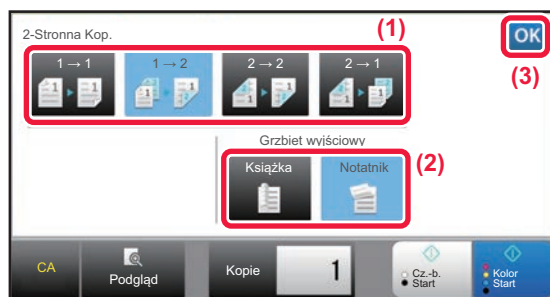 2-Stronna Kop.
(1)
OK
(3)
1 → 1
1 → 2
2 → 2
2 → 1
Grzbiet wyjściowy
Książka
Notatnik
(2)
CA
Podgląd
Kopie
1
Cz.-b.
Start
Kolor
Start